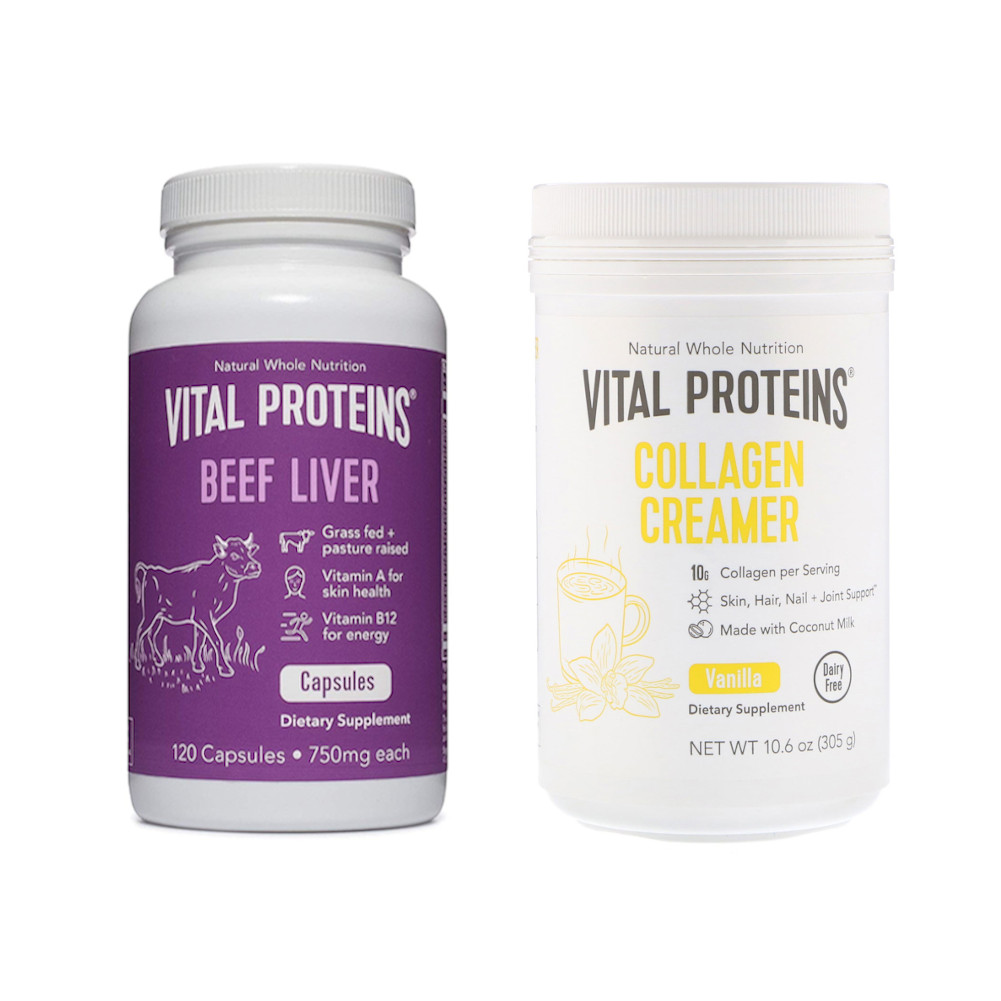 Natural Whole Nutrition
VITAL PROTEINS®
BEEF LIVER
Grass fed +
pasture raised
Vitamin A for
skin health
Vitamin B12
for energy
Capsules
Dietary Supplement
120 Capsules • 750mg each
Natural Whole Nutrition
VITAL PROTEINS®
COLLAGEN
CREAMER
10G Collagen per Serving
Skin, Hair, Nail + Joint Support™
Made with Coconut Milk
Vanilla
Dairy
Free
Dietary Supplement
NET WT 10.6 oz (305 g)